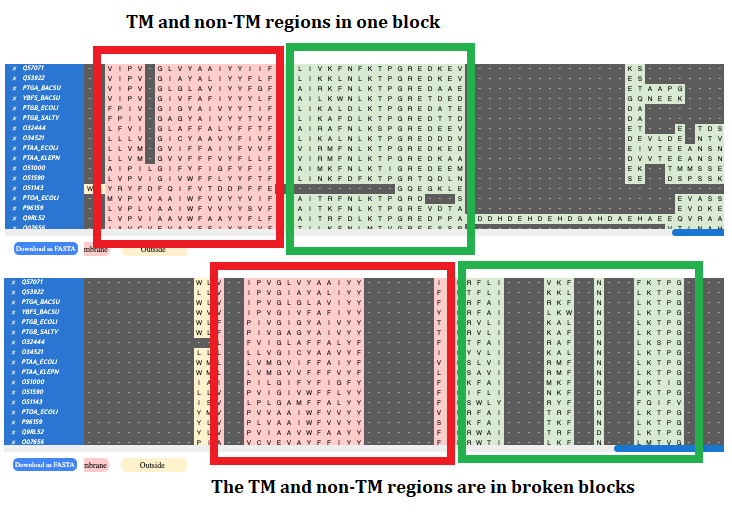 TM and non-TM regions in one block
x Q57071 V I P V - G L V Y A A I Y Y I I F L I V K F N F K T P G R E D K E V K S
x Q53922 V I P V - G I A Y A L I Y Y F L F L I K K L N L K T P G R E D K E V E S
x PTGA_BACSU V I P V - G L G L A V I Y Y F G F A I R K F N L K T P G R E D A E E T A A P G
x YBFS_BACSU V I P V - G I V F A F I Y Y Y L F A I L K W N L K T P G R E T D E D G Q N E E K
x PTGB_ECOLI F P I V - G I G Y A I V Y Y T I F L I K A L D L K T P G R E D A T E D A
x PTGB_SALTY F P I V - G A G Y A I V Y Y T V F L I K A F D L K T P G R E D T T D D A
x O32444 L F V I - G A L F F A L Y Y F T F A I R A F N L K S P G R E D E E V E T - - E - T D S
x O34521 L L L V - G I C Y A A V Y F I V F L I K A L N L K T P G R E D D D V D E V L D E - N T V
x PTAA_ECOLI L L V M - G V I F F A I Y F V V F V I R M F N L K T P G R E D K E D E I V T E E A N S N
x PTAA_KLEPN L L V M - G V V F F F V Y F L L F V I R M F N L K T P G R E D K A A D V V T E E A N S N
x O51000 A I P I L G I F Y F I G F Y F I F A I K M F N L K T I G R E D E E M E K - - T M M S S E
x O51590 L V P V I G I V W F L Y Y F T F L I N K F D F K T P G R T Q D L N E S - - D S P S S K
x O51143 W E Y R Y F D F Q I F V T D D P F F E G G E G K L E
x PTOA_ECOLI M V P V V A A I W F V V Y Y V I F A I T R F N L K T P G R D - - - S E V A S S
x P96159 L V P L V A A I W F V V Y Y S V F A I T K F N L K T P G R E V D T A E V D K E
x Q9RL52 L V P V I A A V W F A A Y Y F L F A I T R F D L K T P G R E D P P A D D H D E H D E H D G A H D A E H A E E Q V R A A
x O07656
Download as FASTA mbrane Outside
x Q57071 W L V I P V G L V Y A A I Y Y I F R F L I V K L N F K T P G
x Q53922 W L V I P V G I A Y A L I Y Y F R F L I K K L N L K T P G
x PTGA_BACSU W V I P V G L G L A V I Y Y F R F A I R K F N L K T P G
x YBFS_BACSU W V I P V G I V F A F I Y Y Y R F A I L K W N L K T P G
x PTGB_ECOLI W L F P I V G I G Y A I V Y Y T R V L I K A L D L K T P G
x PTGB_SALTY W L F P I V G A G Y A I V Y Y T R V L I K A F D L K T P G
x O32444 L F V I G A L F F A L Y F T F A I R A F N L K S P G
x O34521 L L L L L V G I C Y A A V Y F I Y V L I K A L N L K T P G
x PTAA_ECOLI W M L L V M G V I F F A I Y F V S L V I R M F N L K T P G
x PTAA_KLEPN W M L L V M G V V F F F V Y F L S A V I R M F N L K T P G
x O51000 I A I P I L G I F Y F I G F Y F K F A I M K F N L K T I G
x O51590 I L V P V I G I V W F L Y Y F I F L I K F D F K T P G
x O51143 I S V L P L G A M F F A L Y Y F S W L Y R Y F D F Q I F V
x PTOA_ECOLI Y M V P V V A A I W F V V Y Y V R F A I T R F N L K T P G
x P96159 Y L V P L V A A I W F V V Y Y S K F A I T K F N L K T P G
x Q9RL52 Y L V P V I A A V W F A A Y Y F R W A I T R F D L K T P G
x O07656 P I A V C V E V A Y F F I Y Y F R W T I K L N L M T V G
Download as FASTA mbrane Outside
The TM and non-TM regions are in broken blocks